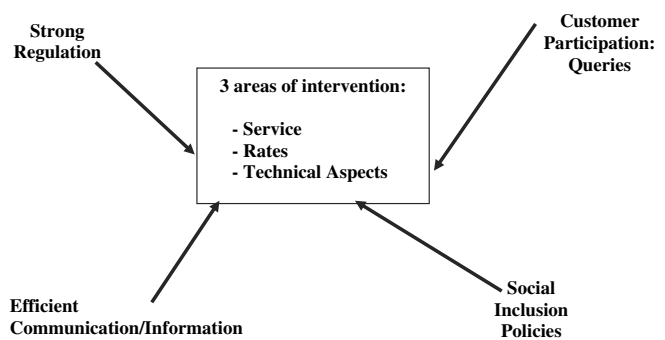 Strong
Regulation
Customer
Participation:
Queries
3 areas of intervention:
- Service
- Rates
- Technical Aspects
Efficient
Communication/Information
Social
Inclusion
Policies